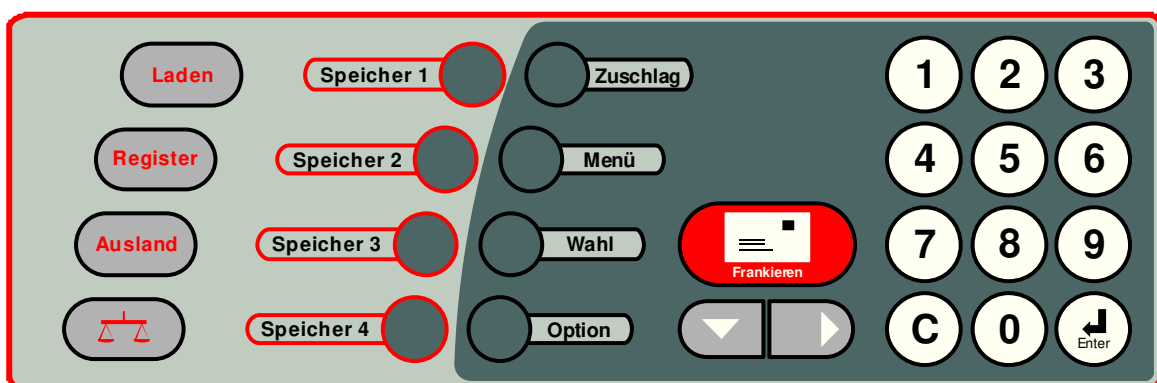 Laden
Speicher 1
Zuschlag
1
2
3
Register
Speicher 2
Menü
4
5
6
Ausland
Speicher 3
Wahl
Frankieren
7
8
9
Speicher 4
Option
C
0
Enter